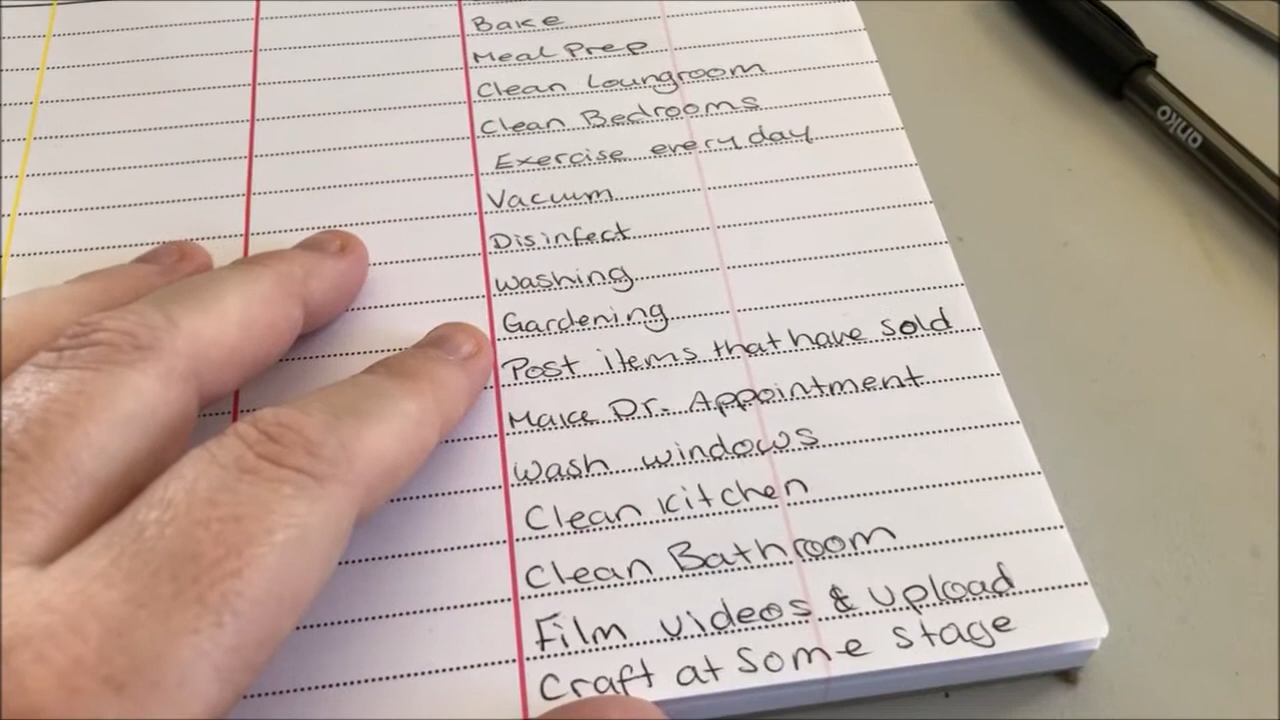 Bake
Meal Prep
Clean Loungroom
Clean Bedrooms
Exercise every day
Vacuum
Disinfect
Washing
Gardening
Post items that have sold
Make Dr. Appointment
Wash windows
Clean Kitchen
Clean Bathroom
Film videos & upload
Craft at some stage
anko